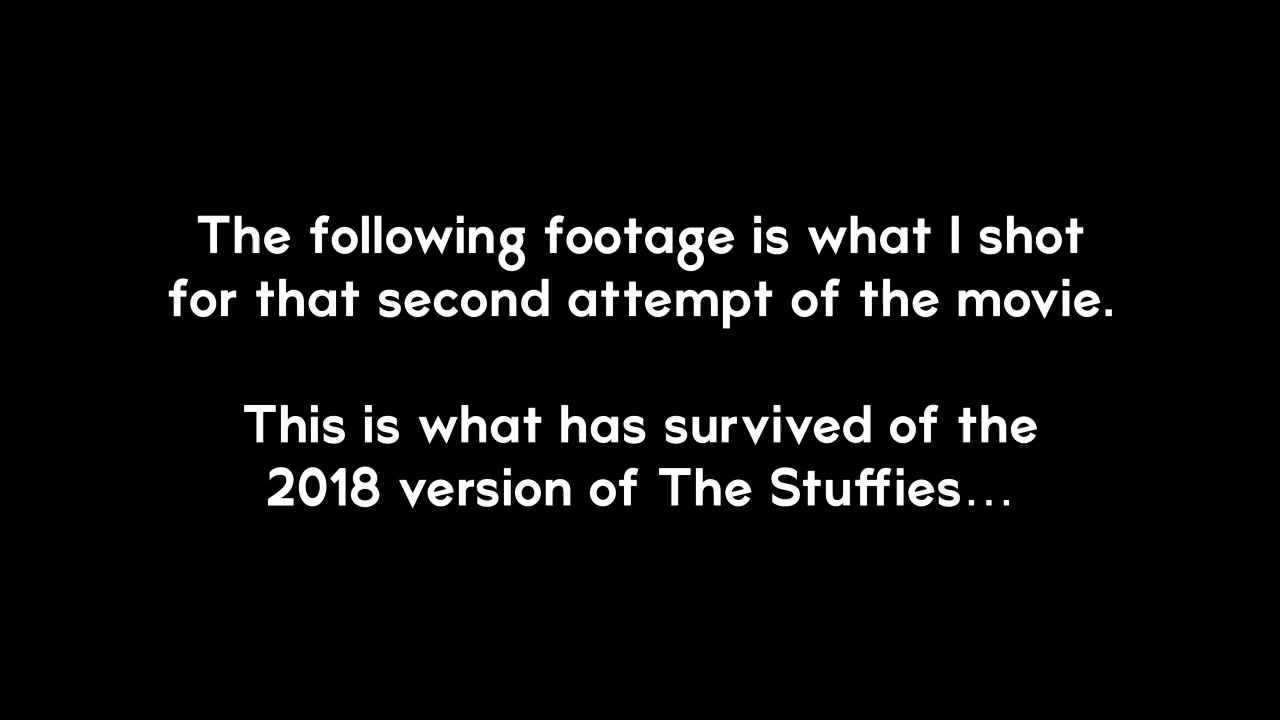 The following footage is what I shot
for that second attempt of the movie.
This is what has survived of the
2018 version of The Stuffies...